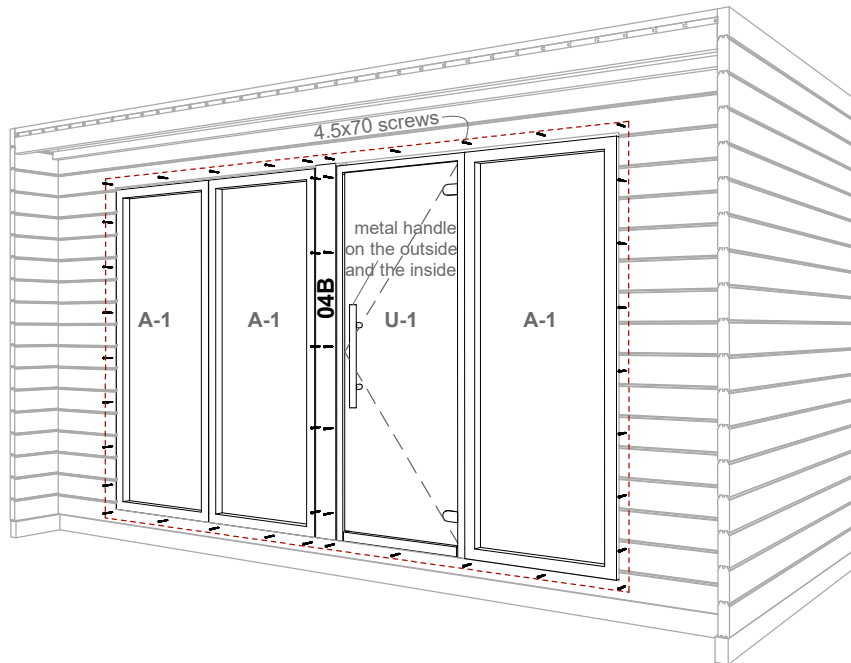 4.5x70 screws
metal handle
on the outside
and the inside
A-1
A-1
04B
U-1
A-1